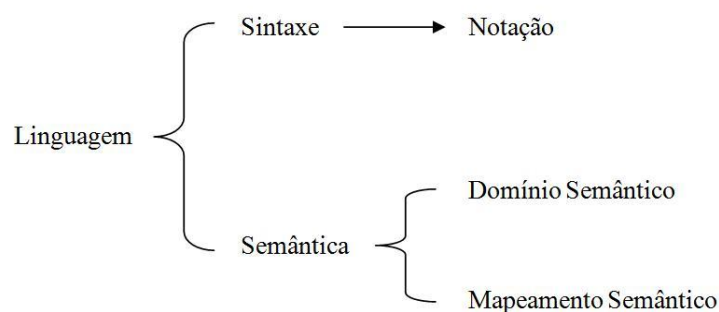 Sintaxe Notação
Linguagem
Domínio Semântico
Semântica
Mapeamento Semântico